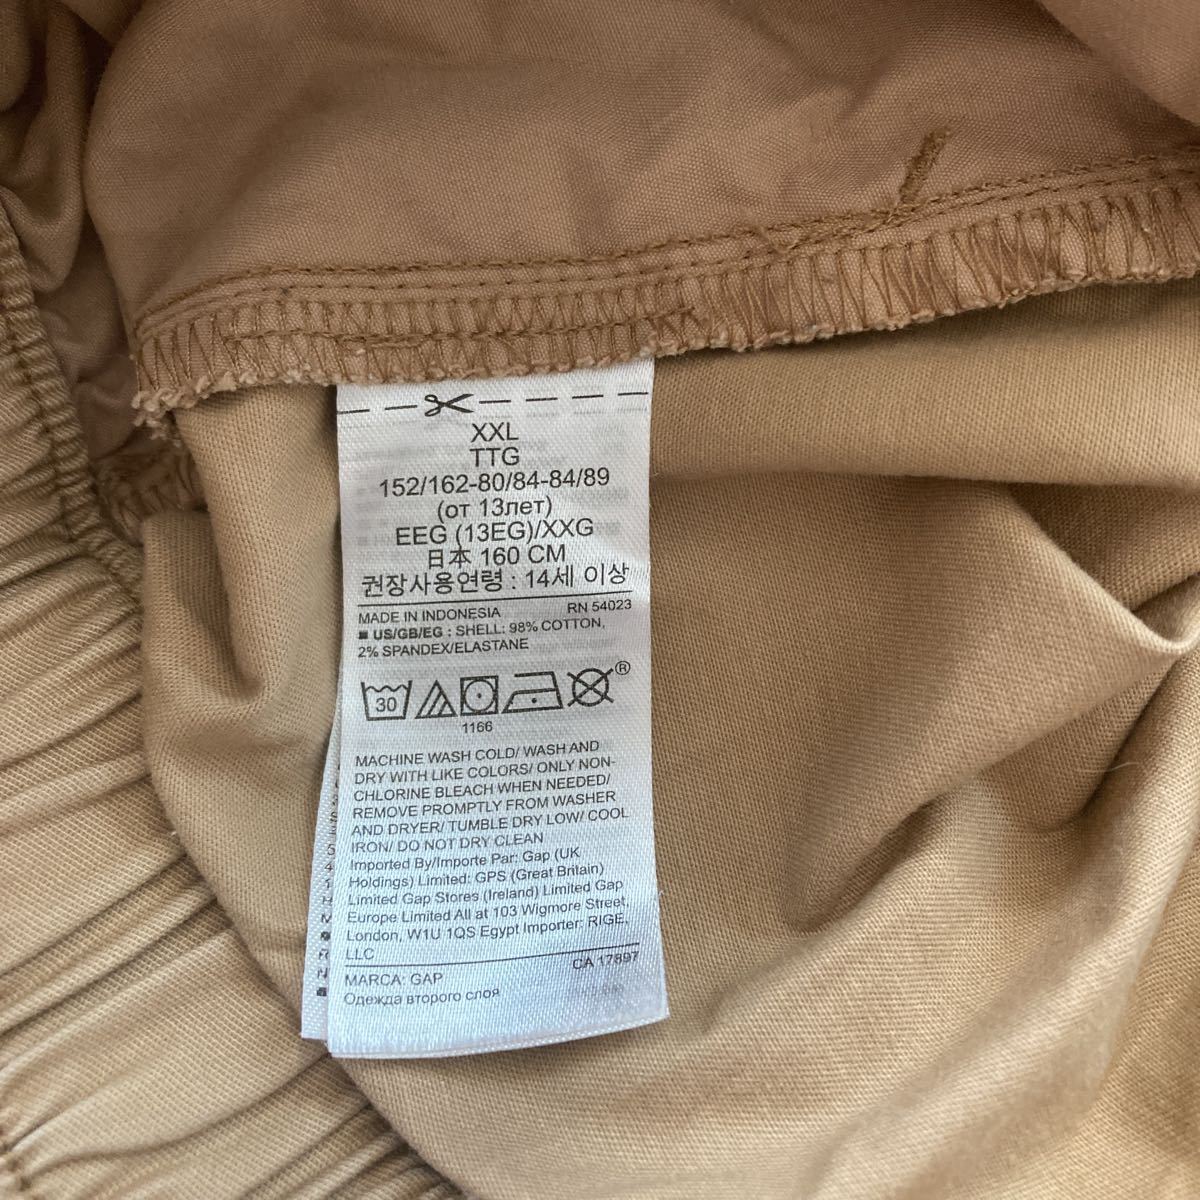 XXL
TTG
152/162-80/84-84/89
(от 13лет)
EEG (13EG)/XXG
日本 160 CM
권장사용연령 : 14세 이상
MADE IN INDONESIA RN 54023
■ US/GB/EG : SHELL: 98% COTTON,
2% SPANDEX/ELASTANE
30 ®
1166
MACHINE WASH COLD/ WASH AND
DRY WITH LIKE COLORS/ ONLY NON-
CHLORINE BLEACH WHEN NEEDED/
REMOVE PROMPTLY FROM WASHER
AND DRYER/ TUMBLE DRY LOW/ COOL
IRON/ DO NOT DRY CLEAN
Imported By/Importe Par: Gap (UK
Holdings) Limited: GPS (Great Britain)
Limited Gap Stores (Ireland) Limited Gap
Europe Limited All at 103 Wigmore Street,
London, W1U 1QS Egypt Importer: RIGE,
LLC
CA 17897
MARCA: GAP
Одежда второго слоя